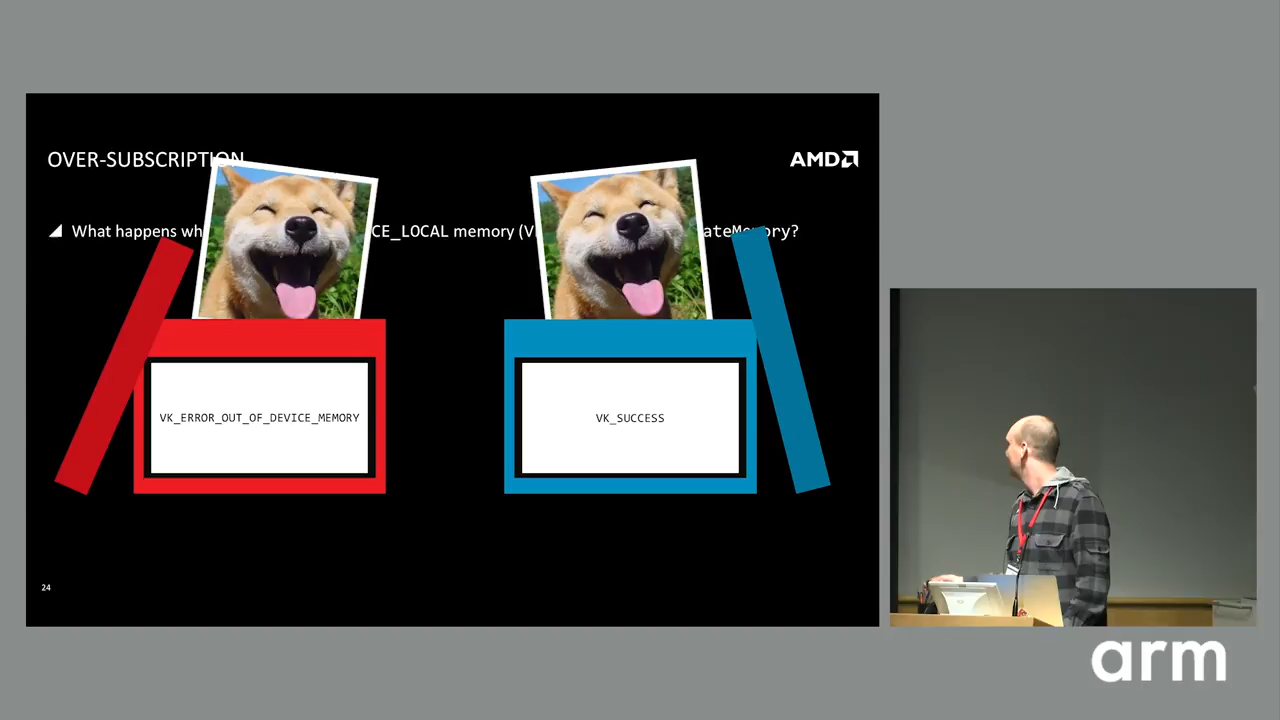 OVER-SUBSCRIPTION
AMD
What happens wh CE_LOCAL memory (V ateMemory?
VK_ERROR_OUT_OF_DEVICE_MEMORY
VK_SUCCESS
24
arm